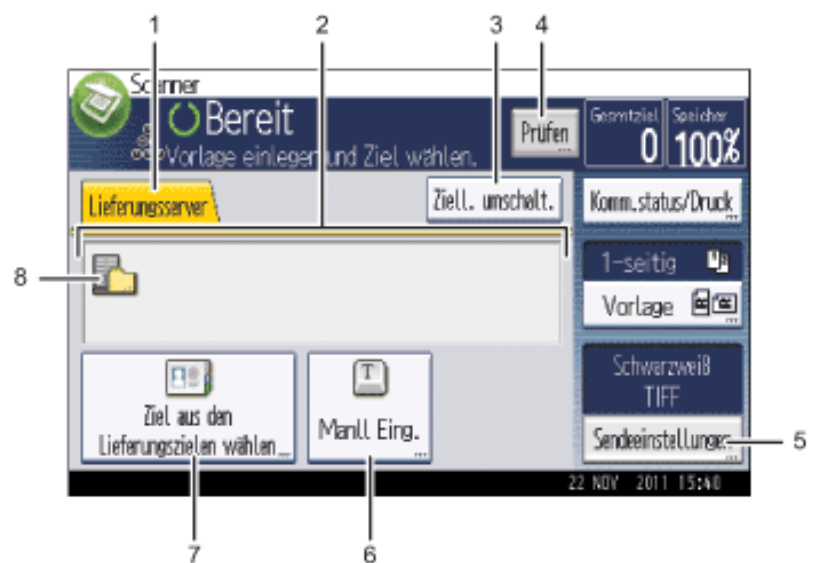 1 2 3 4
Scanner
Bereit
Vorlage einlegen und Ziel wählen.
Prüfen
Gesmtziel
0
Speicher
100%
Lieferungsserver
Ziell. umschalt.
Komm.status/Druck
8
1-seitig
Vorlage
Schwarzweiß
TIFF
Ziel aus den
Lieferungszielen wählen
T
Manll Eing.
Sendeeinstellungen
5
22 NOV 2011 15:40
7 6